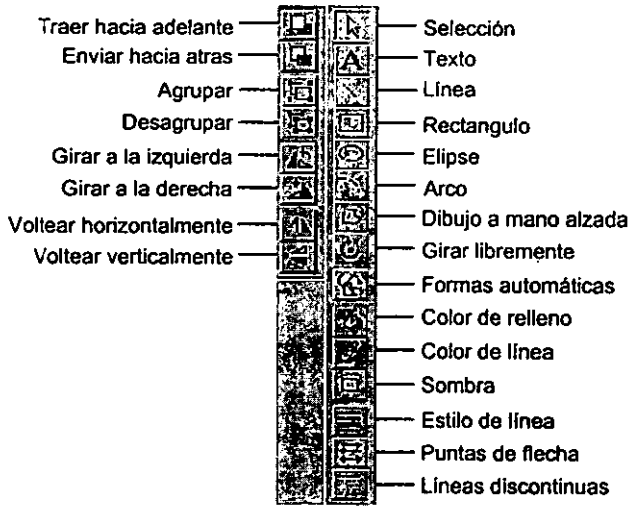 Traer hacia adelante
Enviar hacia atras
Agrupar
Desagrupar
Girar a la izquierda
Girar a la derecha
Voltear horizontalmente
Voltear verticalmente
Selección
Texto
Línea
Rectangulo
Elipse
Arco
Dibujo a mano alzada
Girar libremente
Formas automáticas
Color de relleno
Color de línea
Sombra
Estilo de línea
Puntas de flecha
Líneas discontinuas